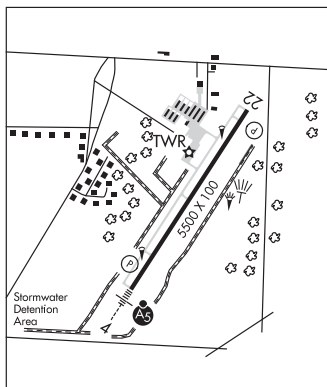 22
P
TWR
5500 X 100
P
Stormwater
Detention
Area
4
A5